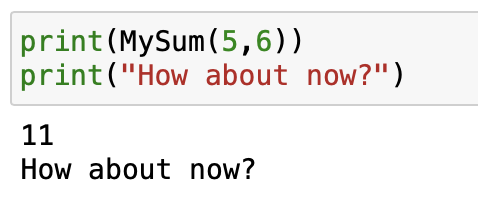 print(MySum(5,6))
print("How about now?")
11
How about now?